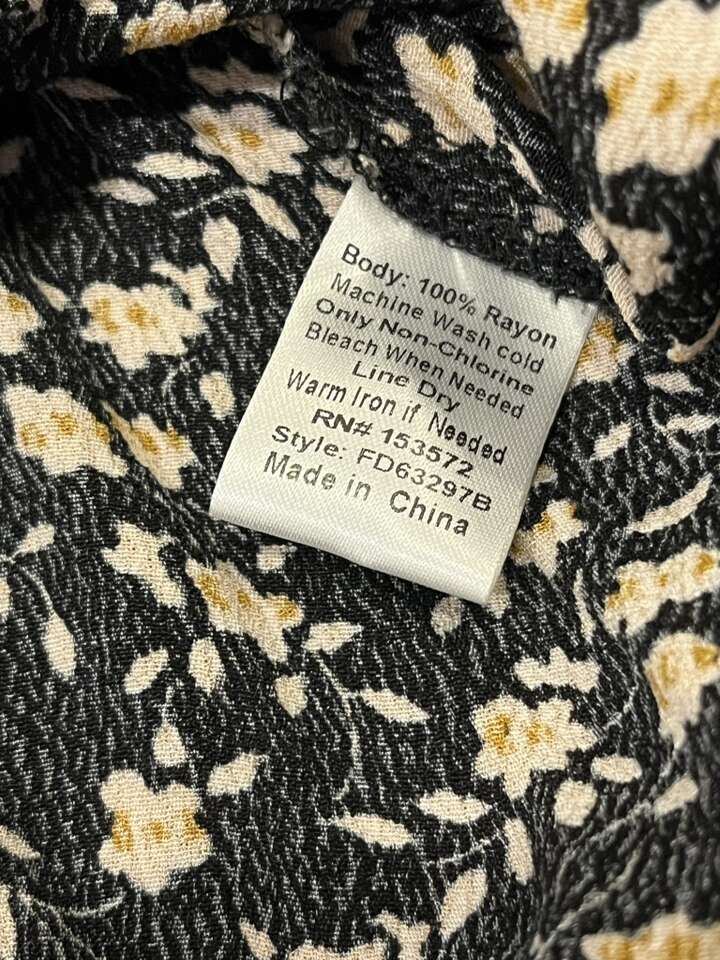 Body: 100% Rayon
Machine Wash cold
Only Non-Chlorine
Bleach When Needed
Line Dry
Warm Iron if Needed
RN# 153572
Style: FD63297B
Made in China